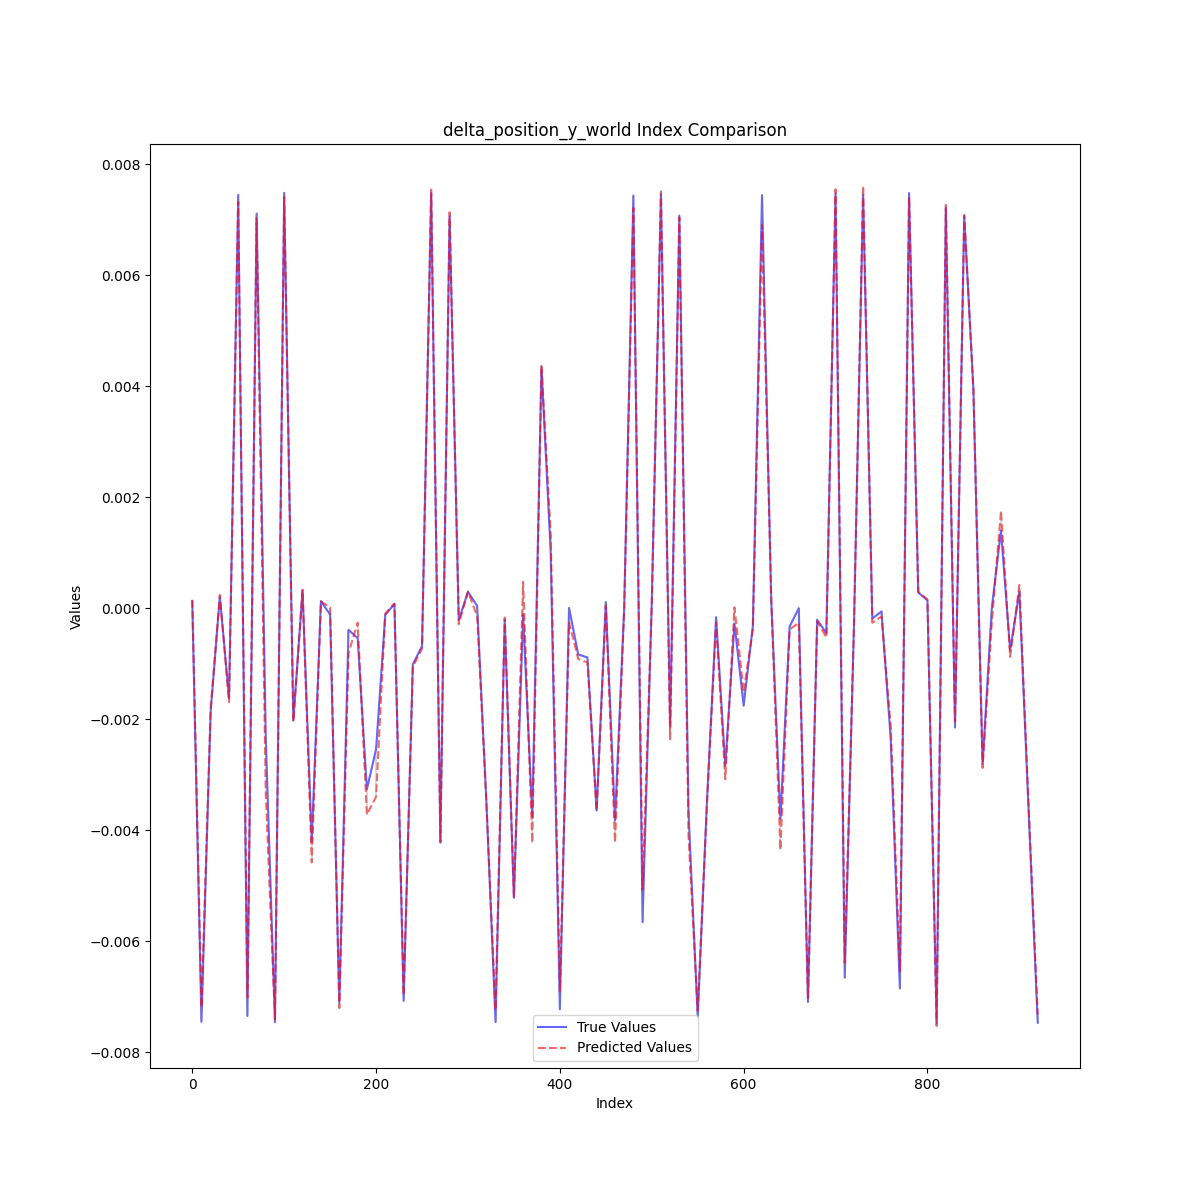 delta_position_y_world Index Comparison
0.008
0.006
0.004
0.002
0.000
−0.002
−0.004
−0.006
−0.008
Values
True Values
Predicted Values
0 200 400 600 800
Index